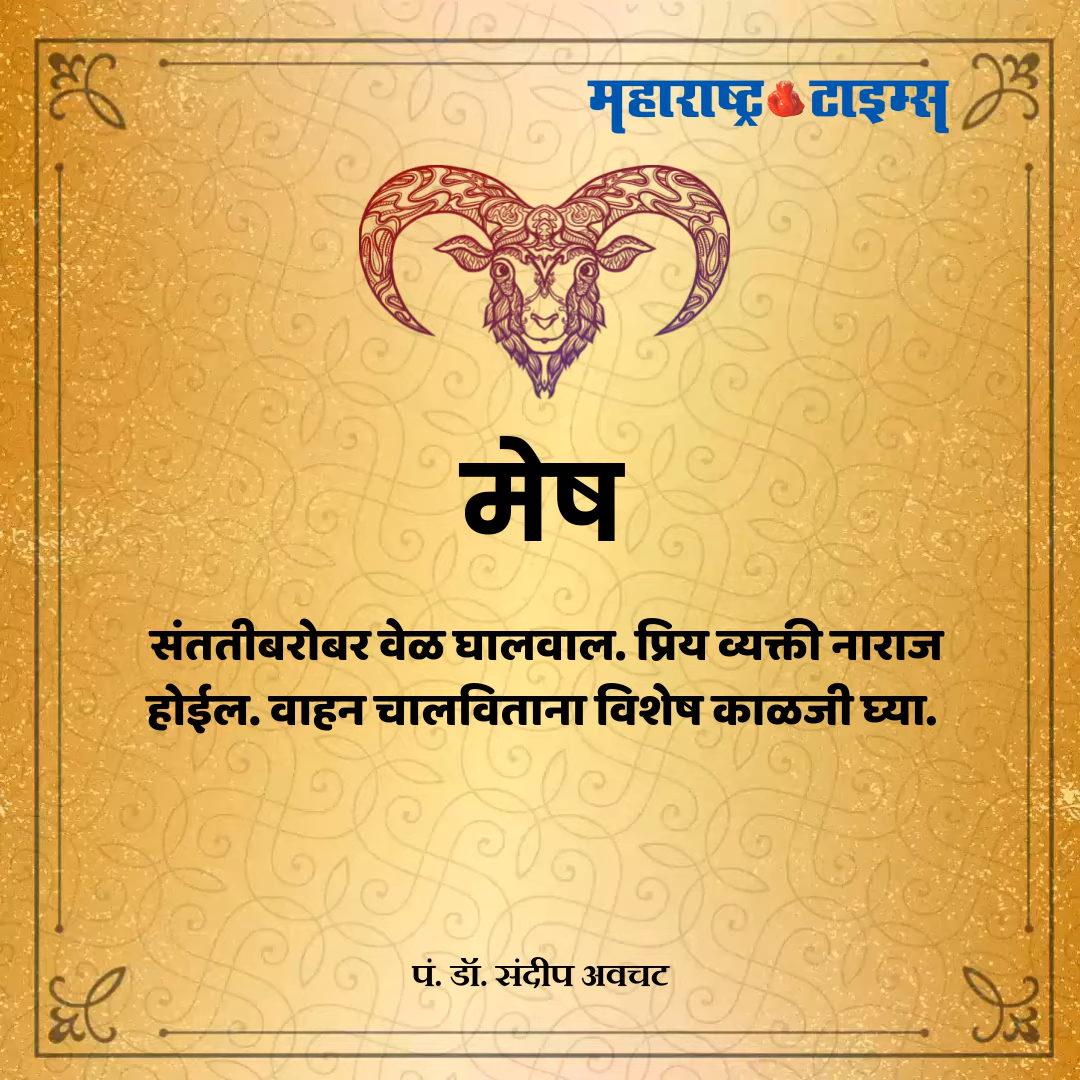 महाराष्ट्र टाइम्स
मेष
संततीबरोबर वेळ घालवाल. प्रिय व्यक्ती नाराज
होईल. वाहन चालविताना विशेष काळजी घ्या.
पं. डॉ. संदीप अवचट